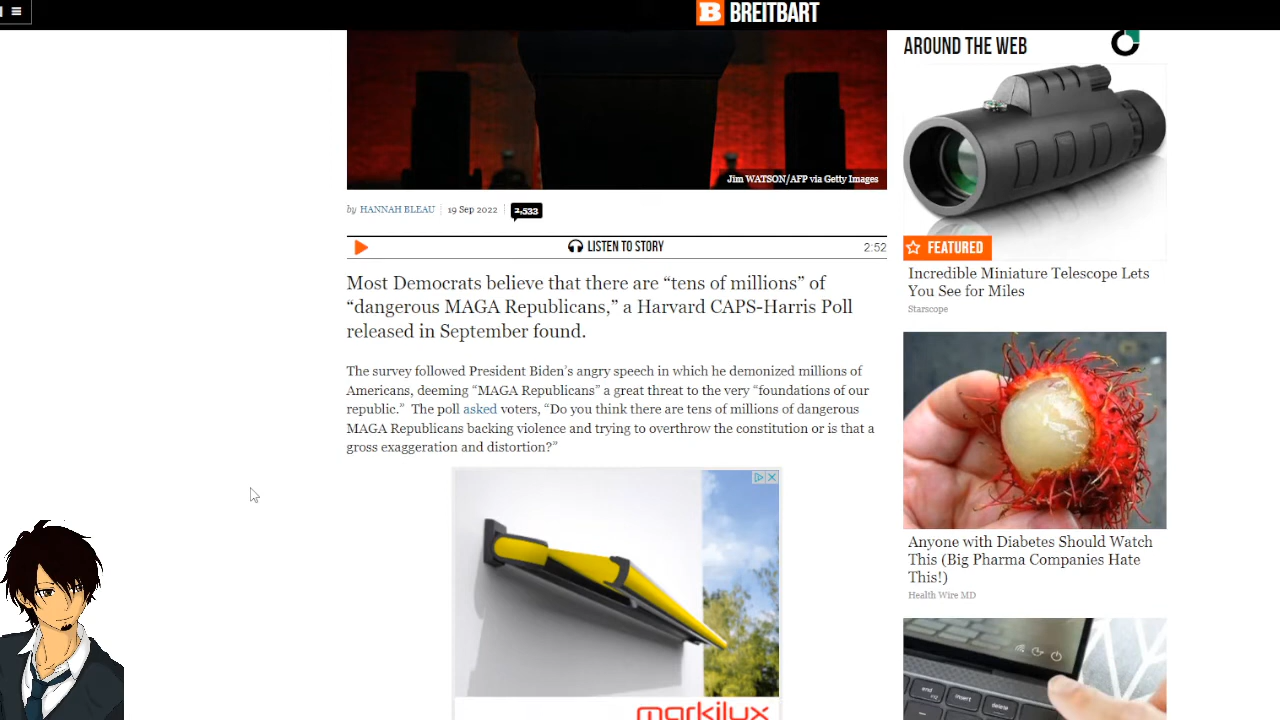 BREITBART
Jim WATSON/AFP via Getty Images
by HANNAH BLEAU 19 Sep 2022 2,533
LISTEN TO STORY 2:52
Most Democrats believe that there are “tens of millions” of
“dangerous MAGA Republicans,” a Harvard CAPS-Harris Poll
released in September found.
The survey followed President Biden’s angry speech in which he demonized millions of
Americans, deeming “MAGA Republicans” a great threat to the very “foundations of our
republic.”  The poll asked voters, “Do you think there are tens of millions of dangerous
MAGA Republicans backing violence and trying to overthrow the constitution or is that a
gross exaggeration and distortion?”
markilux
AROUND THE WEB
FEATURED
Incredible Miniature Telescope Lets
You See for Miles
Starscope
Anyone with Diabetes Should Watch
This (Big Pharma Companies Hate
This!)
Health Wire MD
end
insert
delete